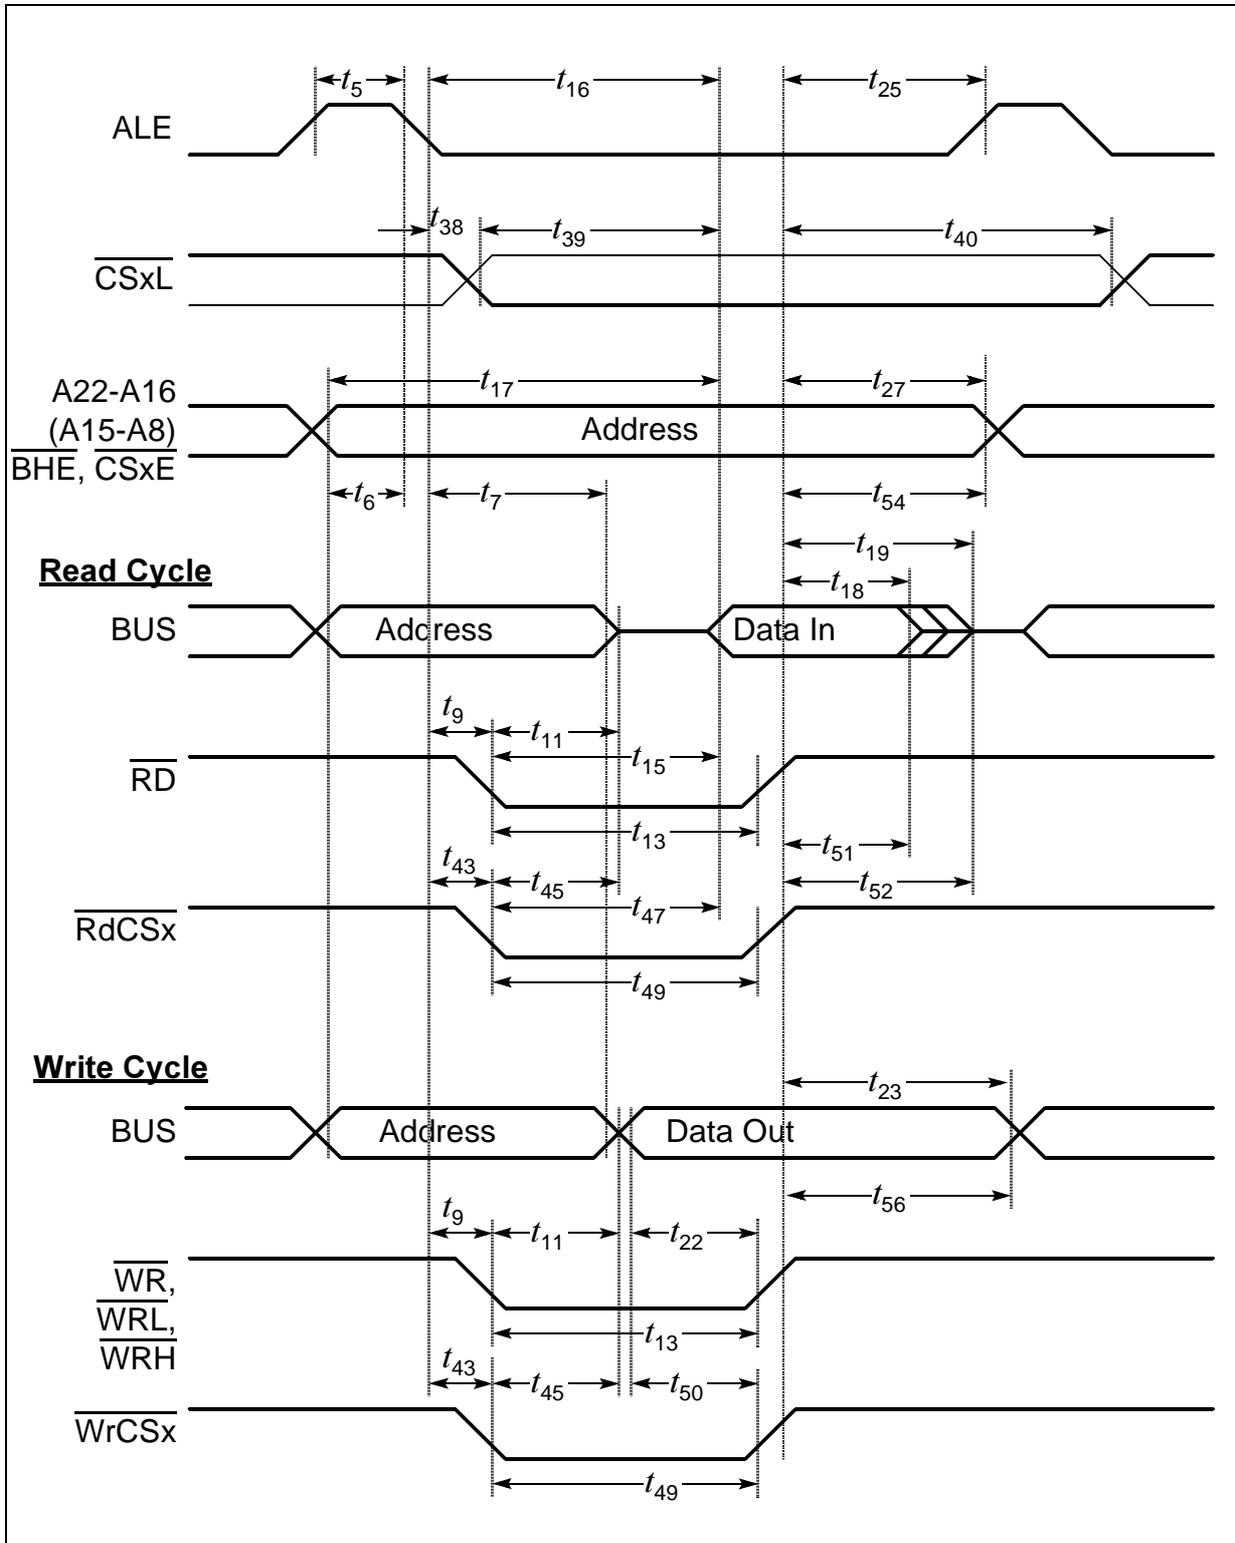 t5 t16 t25
ALE
t38 t39 t40
CSxL
A22-A16 t17 t27
(A15-A8) Address
BHE, CSxE
t6 t7 t54
t19
Read Cycle
t18
BUS Address Data In
t9 t11
t15
RD
t13 t51
t43 t45 t52
t47
RdCSx
t49
Write Cycle
t23
BUS Address Data Out
t56
t9 t11 t22
WR,
WRL,
t13
WRH
t43 t45 t50
WrCSx
t49